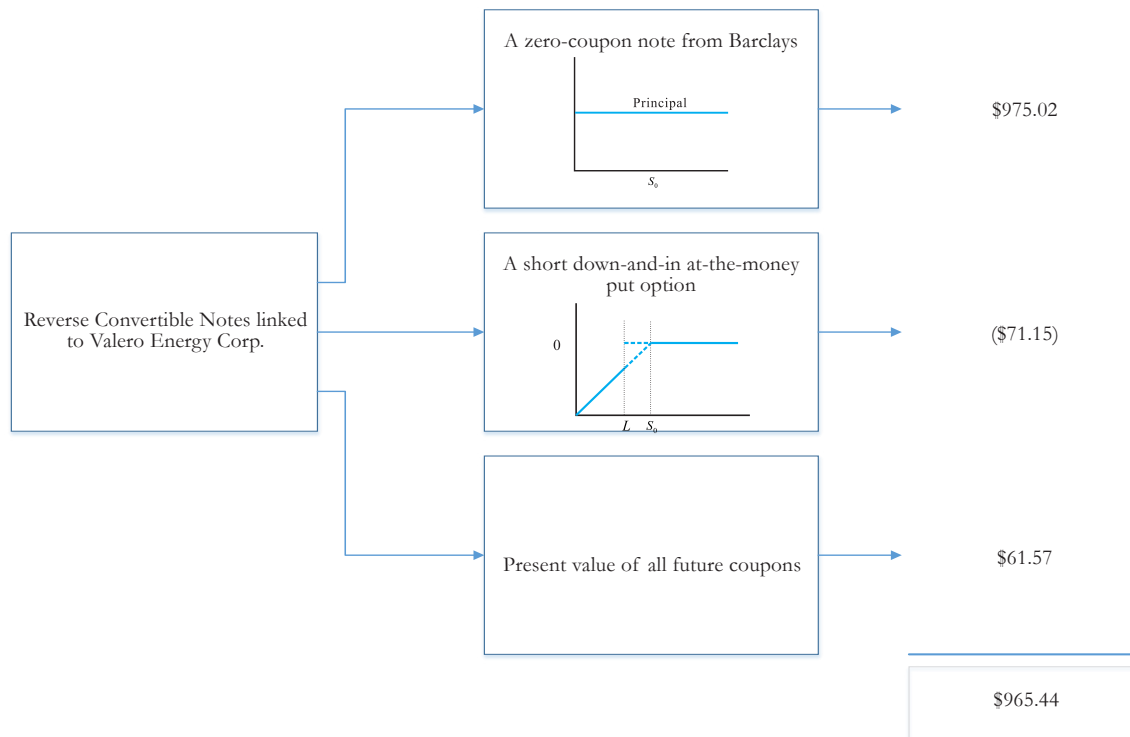 A zero-coupon note from Barclays
Principal
S₀
$975.02
Reverse Convertible Notes linked
to Valero Energy Corp.
A short down-and-in at-the-money
put option
0
L S₀
($71.15)
Present value of all future coupons
$61.57
$965.44